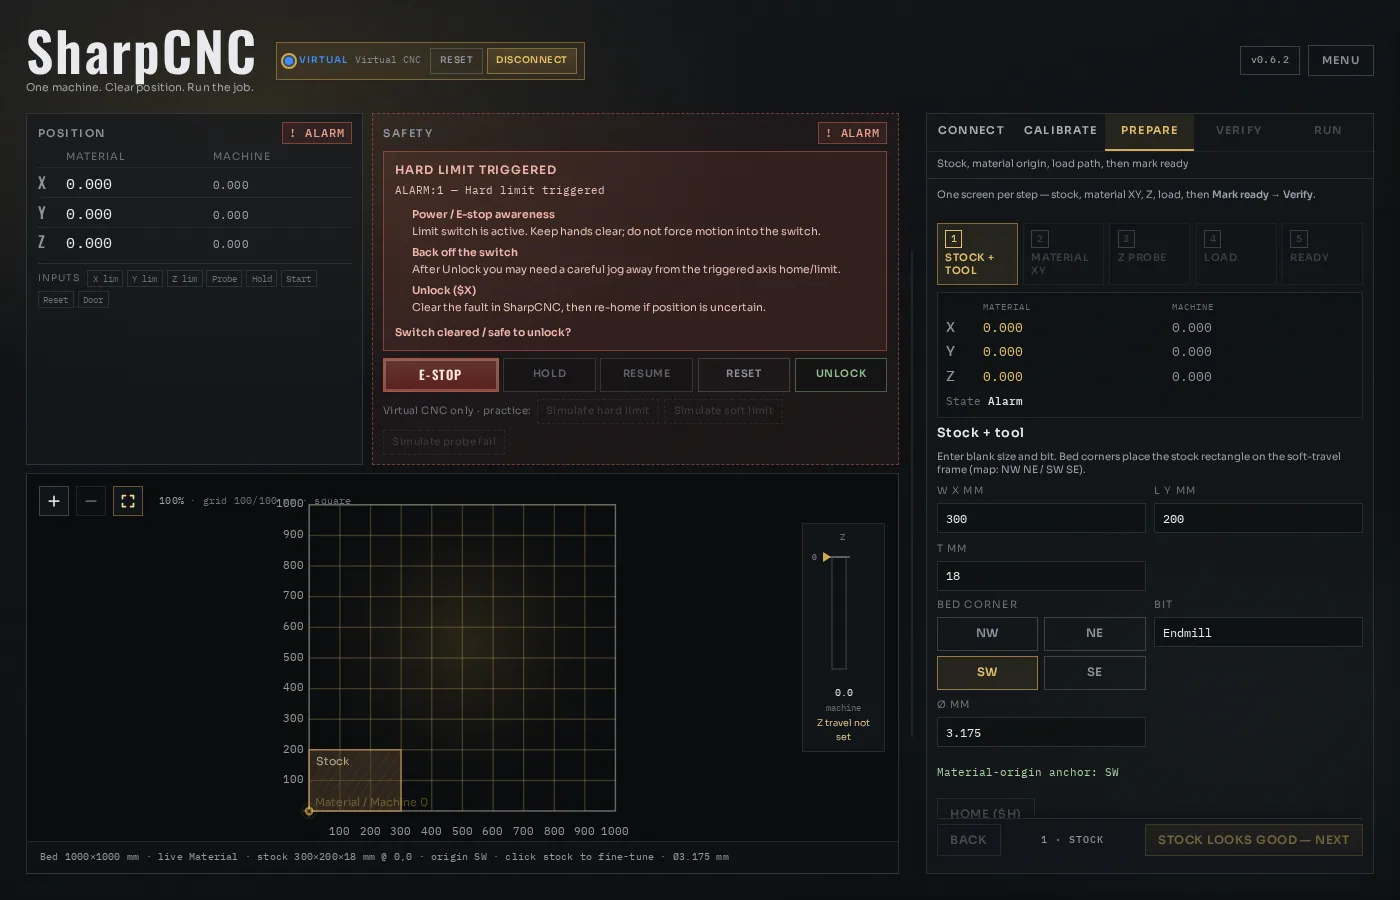 SharpCNC
One machine. Clear position. Run the job.
VIRTUAL Virtual CNC RESET DISCONNECT
v0.6.2 MENU
POSITION ! ALARM
MATERIAL MACHINE
X 0.000 0.000
Y 0.000 0.000
Z 0.000 0.000
INPUTS X lim Y lim Z lim Probe Hold Start
Reset Door
SAFETY ! ALARM
HARD LIMIT TRIGGERED
ALARM:1 — Hard limit triggered
Power / E-stop awareness
Limit switch is active. Keep hands clear; do not force motion into the switch.
Back off the switch
After Unlock you may need a careful jog away from the triggered axis home/limit.
Unlock ($X)
Clear the fault in SharpCNC, then re-home if position is uncertain.
Switch cleared / safe to unlock?
E-STOP HOLD RESUME RESET UNLOCK
Virtual CNC only · practice: Simulate hard limit Simulate soft limit
Simulate probe fail
+ − 100% · grid 100/100 mm · square
1000
900
800
700
600
500
400
300
200
100
Stock
Material / Machine 0
100 200 300 400 500 600 700 800 900 1000
Z
0
0.0
machine
Z travel not
set
Bed 1000×1000 mm · live Material · stock 300×200×18 mm @ 0,0 · origin SW · click stock to fine-tune · Ø3.175 mm
CONNECT CALIBRATE PREPARE VERIFY RUN
Stock, material origin, load path, then mark ready
One screen per step — stock, material XY, Z, load, then Mark ready → Verify.
1 2 3 4 5
STOCK + MATERIAL Z PROBE LOAD READY
TOOL XY
MATERIAL MACHINE
X 0.000 0.000
Y 0.000 0.000
Z 0.000 0.000
State Alarm
Stock + tool
Enter blank size and bit. Bed corners place the stock rectangle on the soft-travel
frame (map: NW NE / SW SE).
W X MM L Y MM
300 200
T MM
18
BED CORNER BIT
NW NE Endmill
SW SE
Ø MM
3.175
Material-origin anchor: SW
HOME ($H)
BACK 1 · STOCK STOCK LOOKS GOOD — NEXT